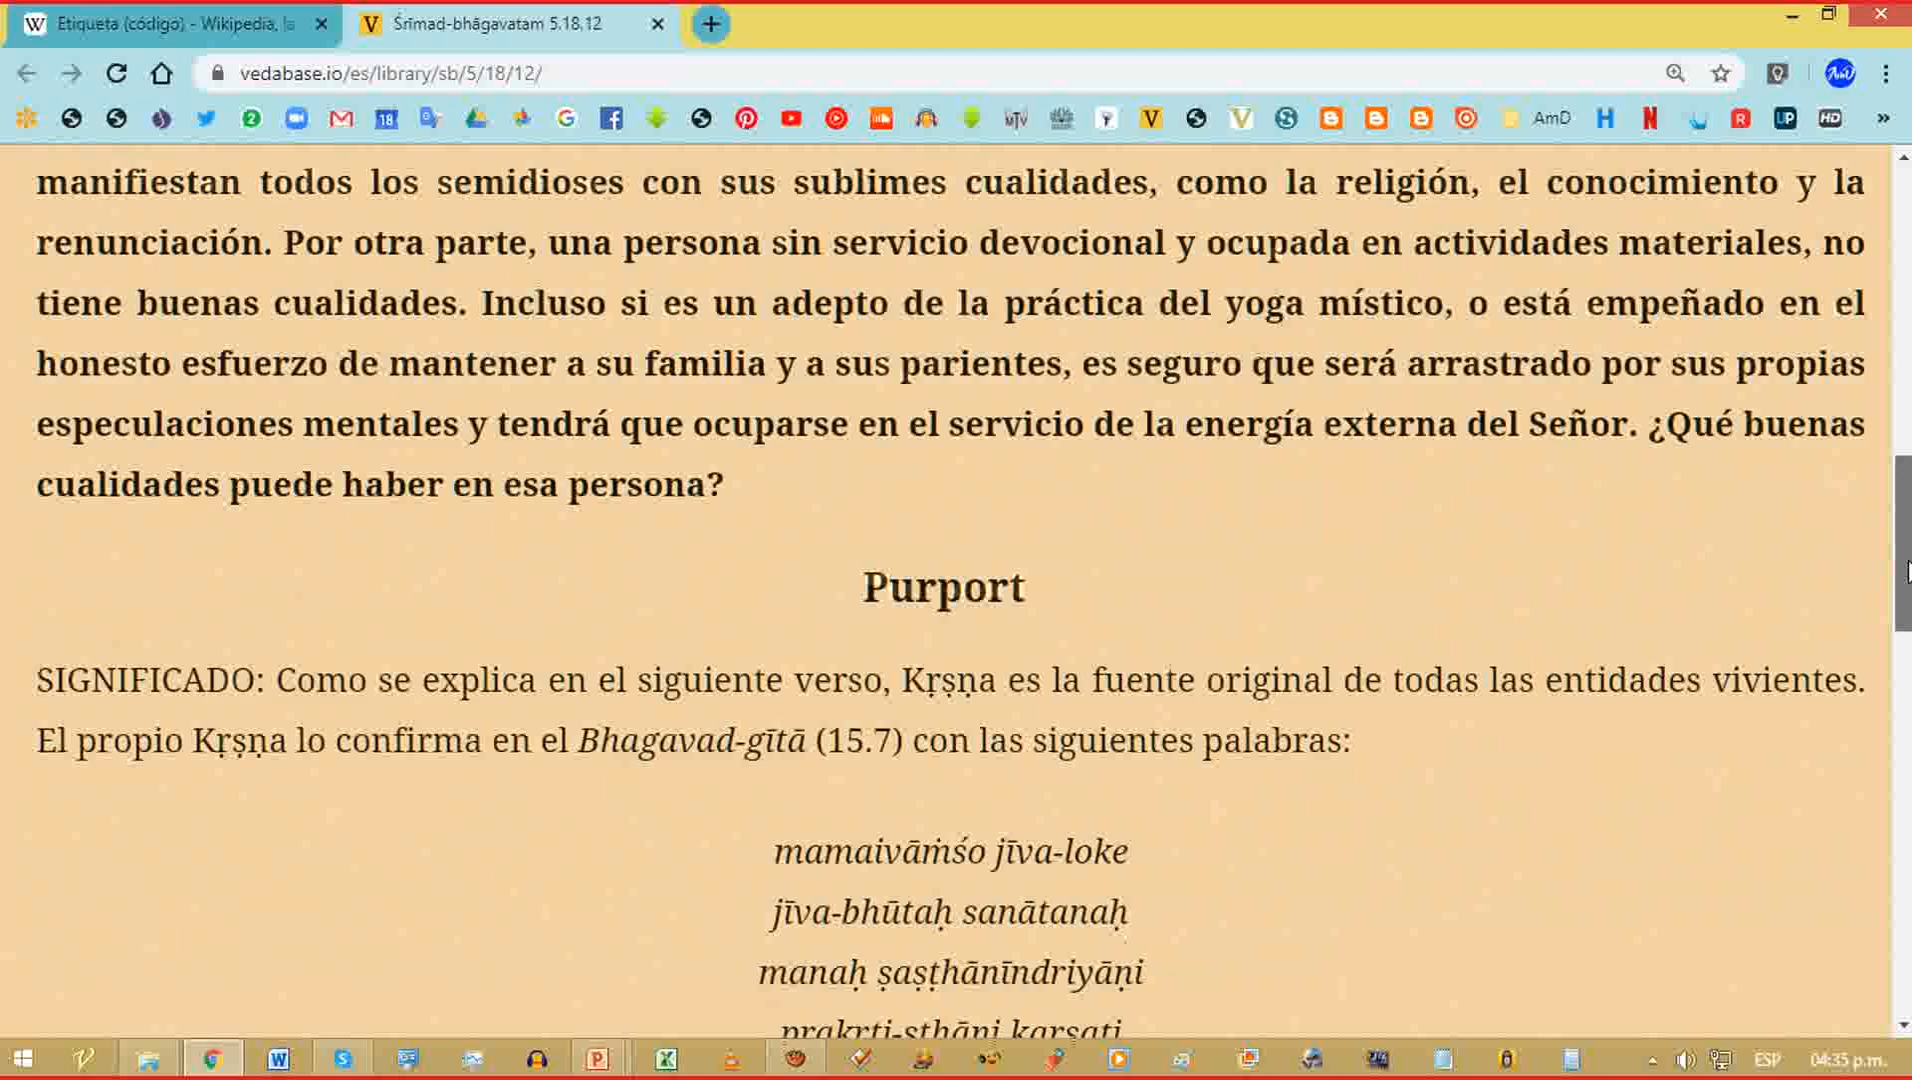 Etiqueta (código) - Wikipedia, la
Śrīmad-bhāgavatam 5.18.12
vedabase.io/es/library/sb/5/18/12/
AmD
manifiestan todos los semidioses con sus sublimes cualidades, como la religión, el conocimiento y la
renunciación. Por otra parte, una persona sin servicio devocional y ocupada en actividades materiales, no
tiene buenas cualidades. Incluso si es un adepto de la práctica del yoga místico, o está empeñado en el
honesto esfuerzo de mantener a su familia y a sus parientes, es seguro que será arrastrado por sus propias
especulaciones mentales y tendrá que ocuparse en el servicio de la energía externa del Señor. ¿Qué buenas
cualidades puede haber en esa persona?
Purport
SIGNIFICADO: Como se explica en el siguiente verso, Kṛṣṇa es la fuente original de todas las entidades vivientes.
El propio Kṛṣṇa lo confirma en el Bhagavad-gītā (15.7) con las siguientes palabras:
mamaivāṁśo jīva-loke
jīva-bhūtaḥ sanātanaḥ
manaḥ ṣaṣṭhānīndriyāṇi
prakṛti-sthāni karṣati
ESP 04:35 p.m.